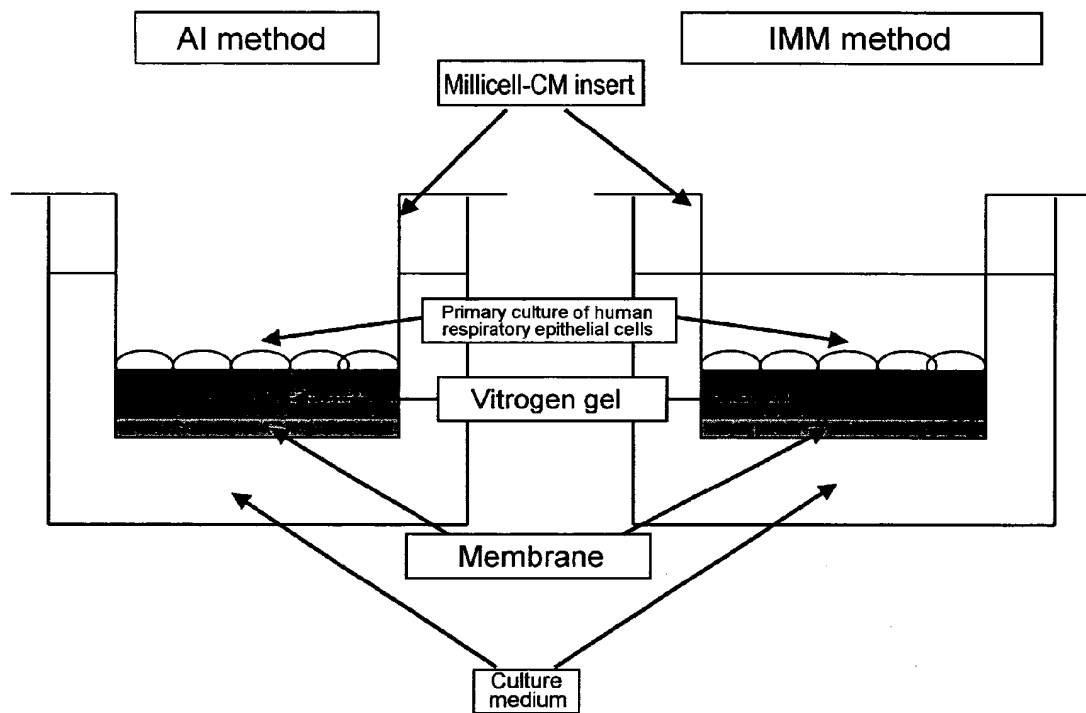 AI method
IMM method
Millicell-CM insert
Primary culture of human
respiratory epithelial cells
Vitrogen gel
Membrane
Culture
medium